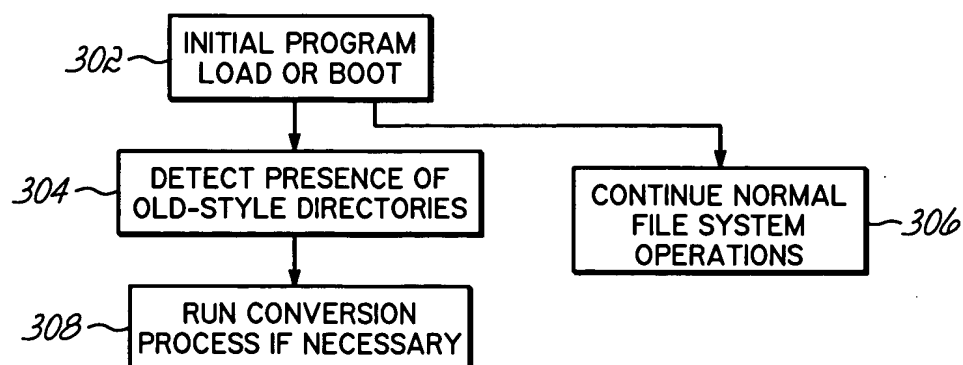 302
INITIAL PROGRAM
LOAD OR BOOT
304
DETECT PRESENCE OF
OLD-STYLE DIRECTORIES
CONTINUE NORMAL
FILE SYSTEM
OPERATIONS
306
308
RUN CONVERSION
PROCESS IF NECESSARY